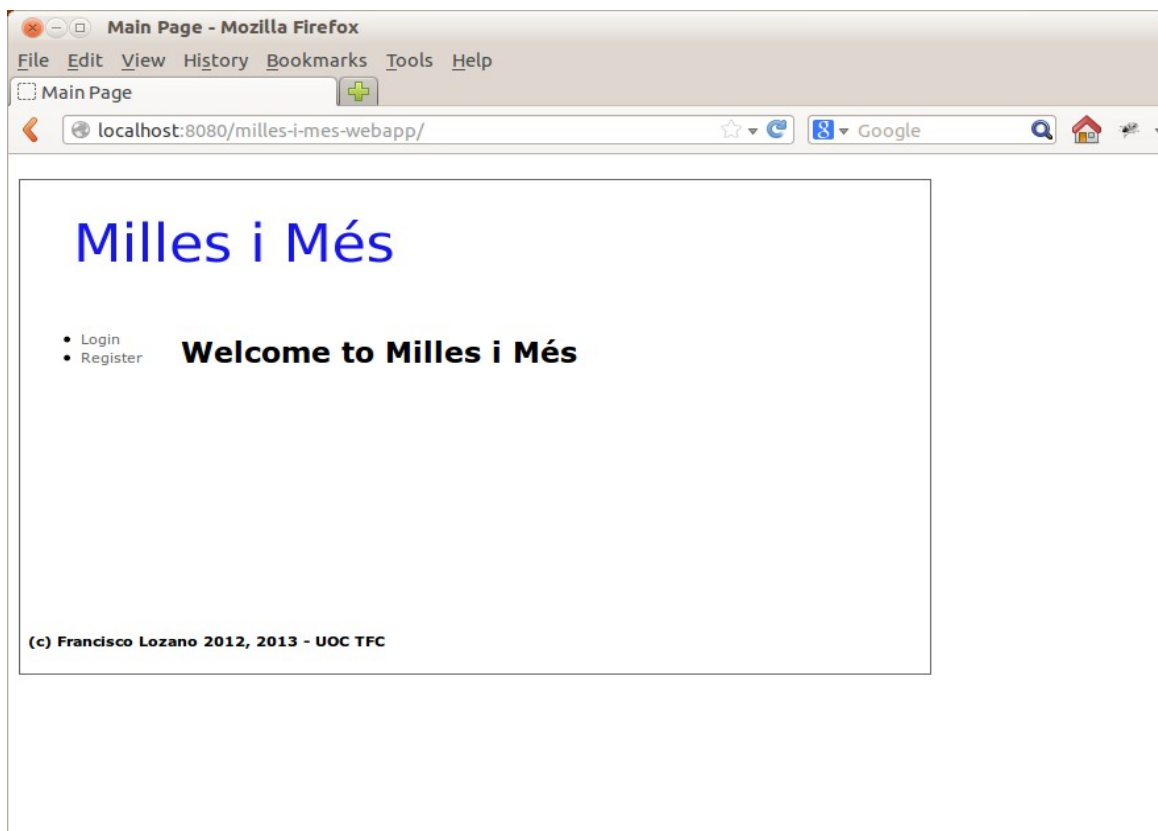 Main Page - Mozilla Firefox
File Edit View History Bookmarks Tools Help
Main Page
localhost:8080/milles-i-mes-webapp/ 8 Google
Milles i Més
Login
Register
Welcome to Milles i Més
(c) Francisco Lozano 2012, 2013 - UOC TFC